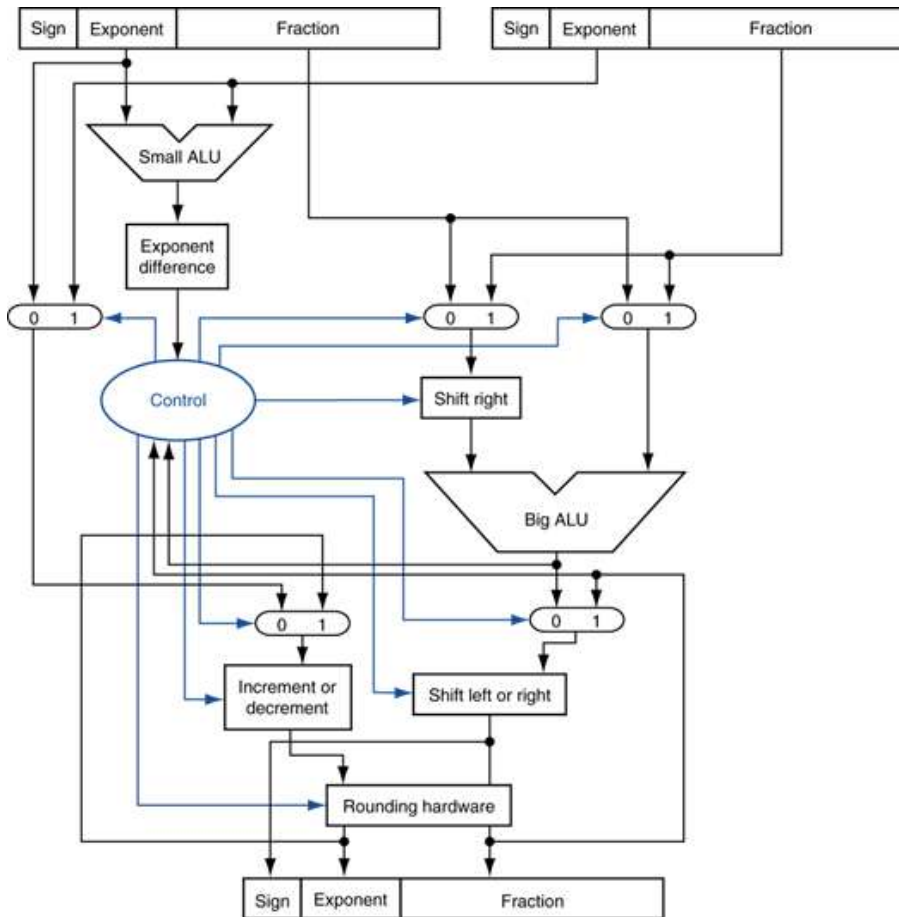 Sign Exponent Fraction Sign Exponent Fraction
Small ALU
Exponent
difference
0 1 0 1 0 1
Control
Shift right
Big ALU
0 1 0 1
Increment or
decrement
Shift left or right
Rounding hardware
Sign Exponent Fraction